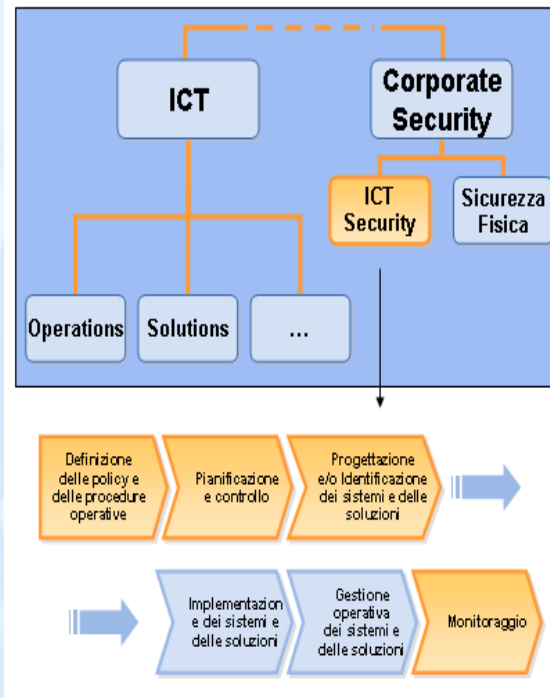 ICT
Corporate
Security
ICT
Security
Sicurezza
Fisica
Operations
Solutions
...
Definizione
delle policy e
delle procedure
operative
Pianificazione
e controllo
Progettazione
e/o Identificazione
dei sistemi e delle
soluzioni
Implementazion
e dei sistemi e
delle soluzioni
Gestione
operativa
dei sistemi e
delle soluzioni
Monitoraggio